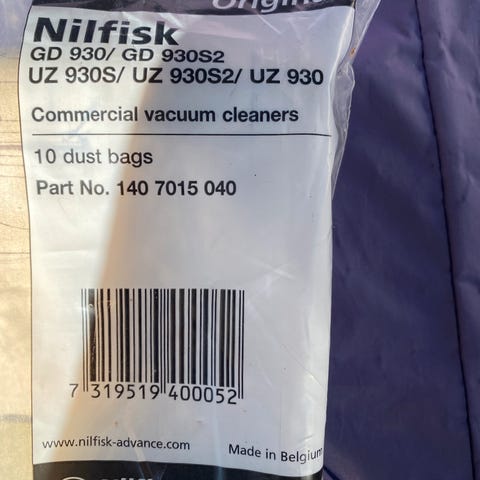 Original
Nilfisk
GD 930/ GD 930S2
UZ 930S/ UZ 930S2/ UZ 930
Commercial vacuum cleaners
10 dust bags
Part No. 140 7015 040
7 319519 400052
www.nilfisk-advance.com
Made in Belgium